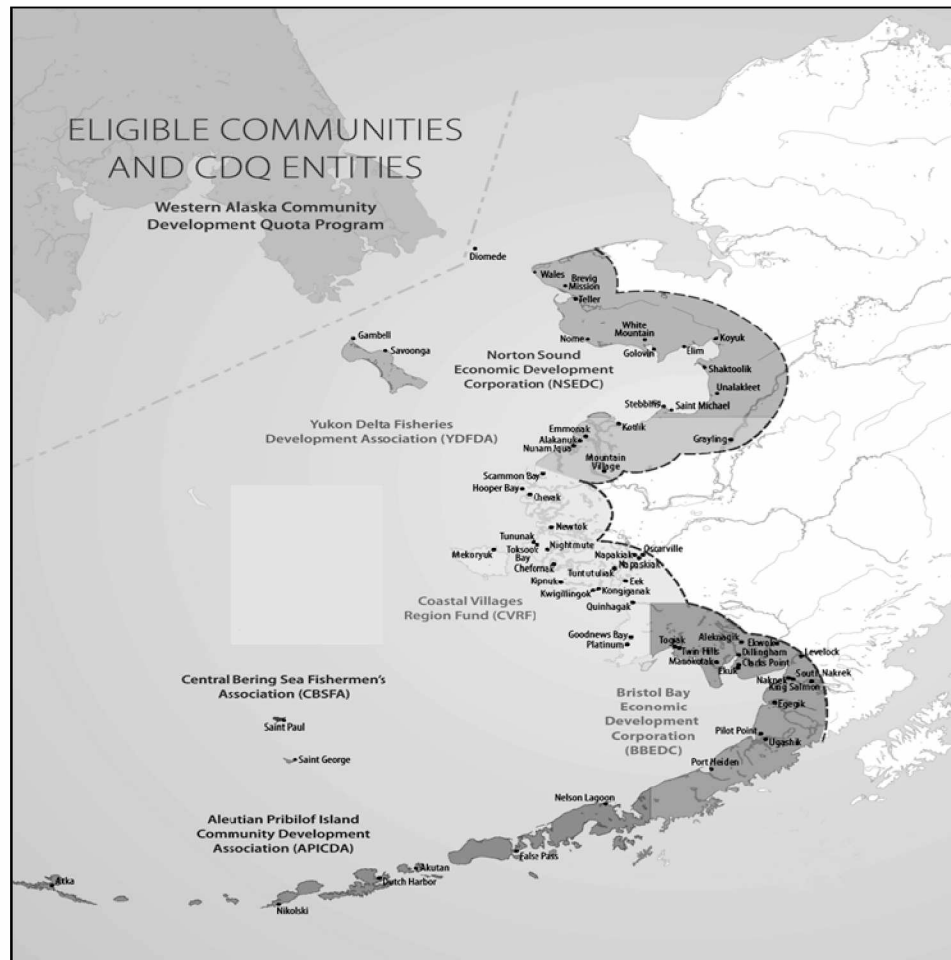 ELIGIBLE COMMUNITIES
AND CDQ ENTITIES
Western Alaska Community
Development Quota Program
Diomede
Wales
Brevig
Mission
Teller
Gambell
Savoonga
Nome
White
Mountain
Golovin
Elim
Koyuk
Norton Sound
Economic Development
Corporation (NSEDC)
Shaktoolik
Unalakleet
Stebbins
Saint Michael
Yukon Delta Fisheries
Development Association (YDFDA)
Kotlik
Emmonak
Alakanuk
Nunam Iqua
Grayling
Mountain
Village
Scammon Bay
Hooper Bay
Chevak
Newtok
Tununak
Mekoryuk
Toksook
Bay
Nightmute
Chefornak
Oscarville
Napakiak
Napaskiak
Tuntutuliak
Kipnuk
Eek
Kwigillingok
Kongiganak
Coastal Villages
Region Fund (CVRF)
Quinhagak
Goodnews Bay
Platinum
Togiak
Twin Hills
Manokotak
Aleknagik
Ekwok
Dillingham
Clarks Point
Ekuk
Levelock
South Naknek
Naknek
King Salmon
Egegik
Central Bering Sea Fishermen's
Association (CBSFA)
Saint Paul
Saint George
Bristol Bay
Economic
Development
Corporation
(BBEDC)
Pilot Point
Ugashik
Port Heiden
Nelson Lagoon
Aleutian Pribilof Island
Community Development
Association (APICDA)
False Pass
Akutan
Dutch Harbor
Atka
Nikolski